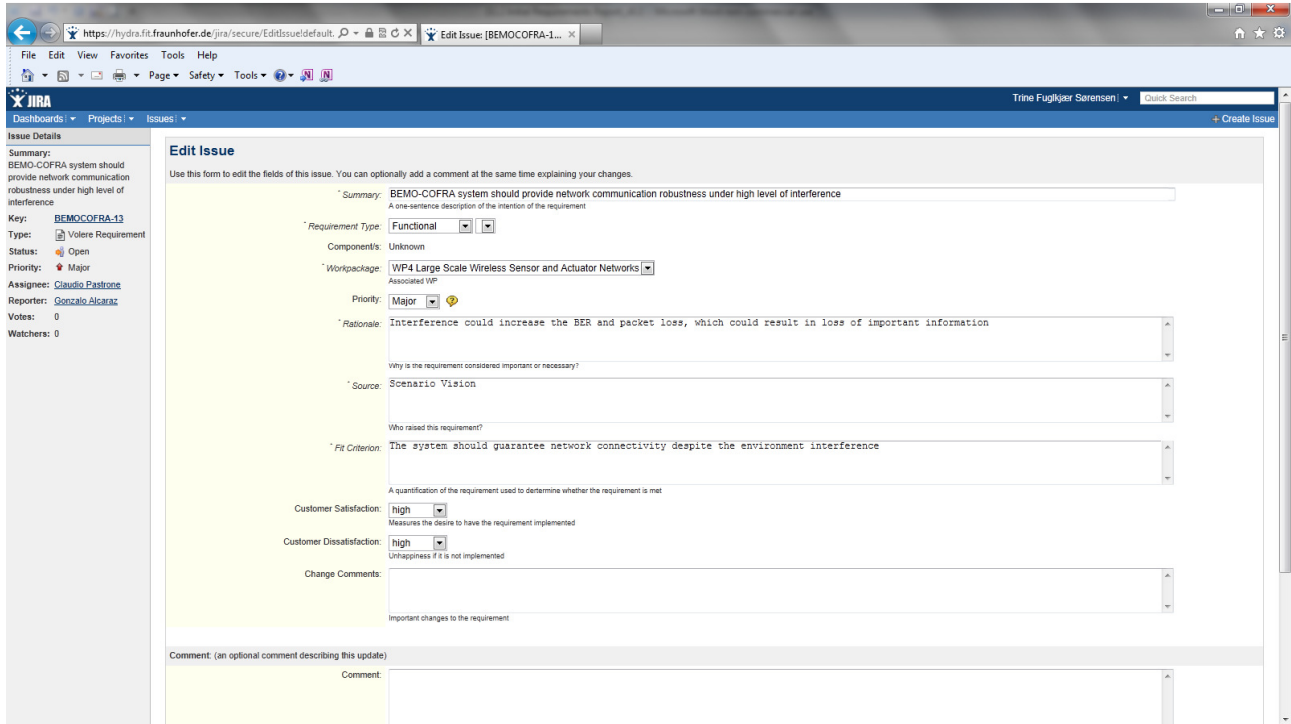 https://hydra.fit.fraunhofer.de/jira/secure/EditIssue!default.
Edit Issue: [BEMOCOFRA-1...
File Edit View Favorites Tools Help
Page Safety Tools
JIRA
Trine Fuglkjær Sørensen
Quick Search
Dashboards Projects Issues
+ Create Issue
Issue Details
Summary:
BEMO-COFRA system should
provide network communication
robustness under high level of
interference
Key: BEMOCOFRA-13
Type: Volere Requirement
Status: Open
Priority: Major
Assignee: Claudio Pastrone
Reporter: Gonzalo Alcaraz
Votes: 0
Watchers: 0
Edit Issue
Use this form to edit the fields of this issue. You can optionally add a comment at the same time explaining your changes.
* Summary: BEMO-COFRA system should provide network communication robustness under high level of interference
A one-sentence description of the intention of the requirement
* Requirement Type: Functional
Component/s: Unknown
* Workpackage: WP4 Large Scale Wireless Sensor and Actuator Networks
Associated WP
Priority: Major
* Rationale: Interference could increase the BER and packet loss, which could result in loss of important information
Why is the requirement considered important or necessary?
* Source: Scenario Vision
Who raised this requirement?
* Fit Criterion: The system should guarantee network connectivity despite the environment interference
A quantification of the requirement used to dertermine whether the requirement is met
Customer Satisfaction: high
Measures the desire to have the requirement implemented
Customer Dissatisfaction: high
Unhappiness if it is not implemented
Change Comments:
Important changes to the requirement
Comment: (an optional comment describing this update)
Comment: